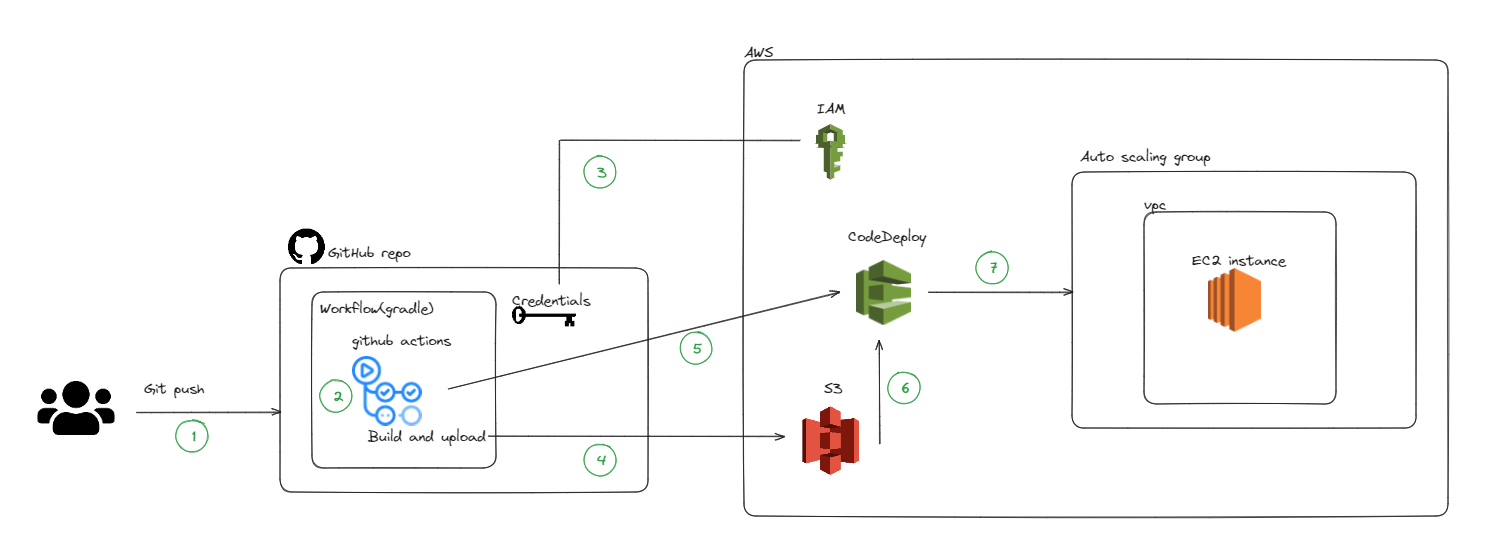 AWS
IAM
3
Auto scaling group
vpc
CodeDeploy
GitHub repo
EC2 instance
7
Credentials
Workflow(gradle)
github actions
5
Git push
2
S3
6
1
Build and upload
4